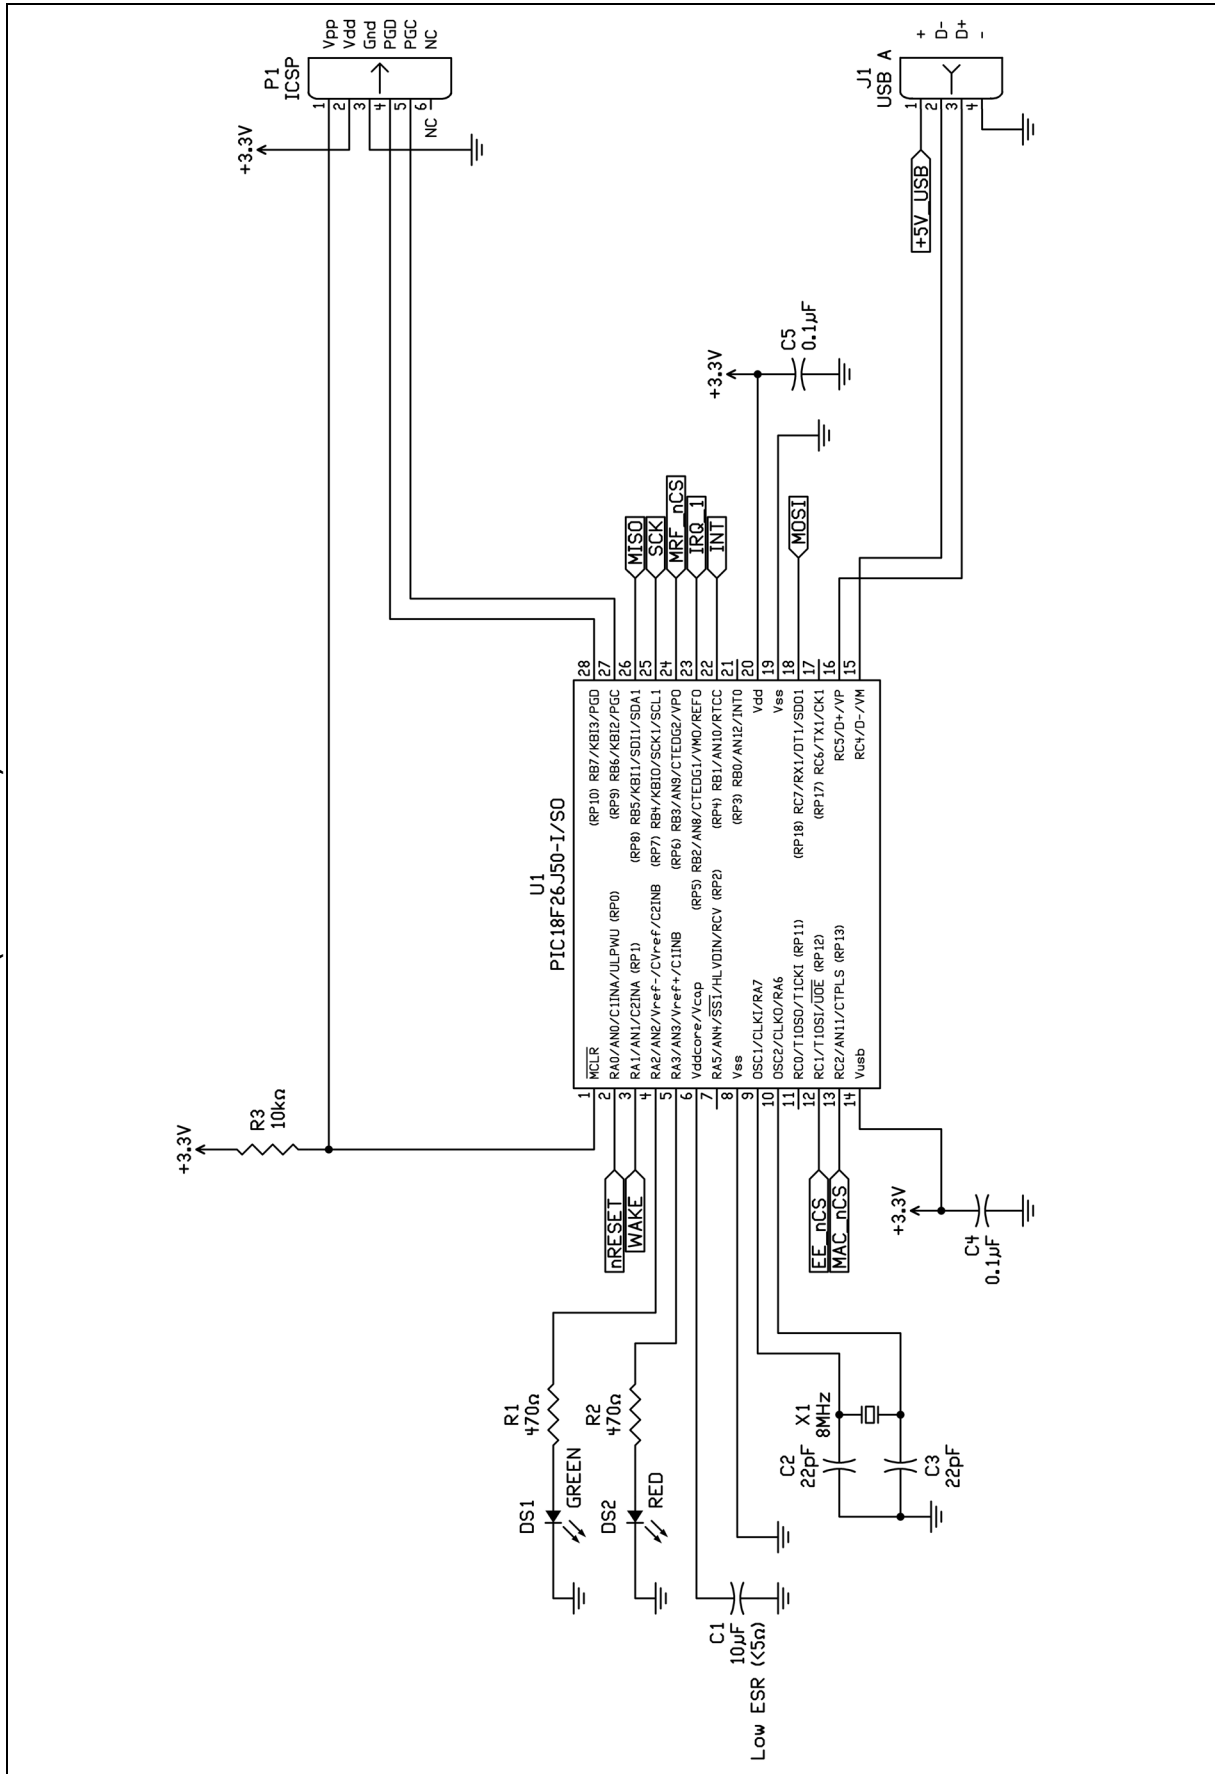 P1
ICSP
Vpp
Vdd
Gnd
PGD
PGC
NC
1
2
3
4
5
6
NC
+3.3V
J1
USB A
+
D-
D+
-
1
2
3
4
+5V_USB
+3.3V
C5
0.1µF
MISO
SCK
MRF_nCS
IRQ_1
INT
MOSI
U1
PIC18F26J50-I/SO
28
27
26
25
24
23
22
21
20
19
18
17
16
15
(RP10) RB7/KBI3/PGD
(RP9) RB6/KBI2/PGC
(RP8) RB5/KBI1/SDI1/SDA1
(RP7) RB4/KBI0/SCK1/SCL1
(RP6) RB3/AN9/CTEDG2/VPO
(RP5) RB2/AN8/CTEDG1/VMO/REFO
(RP4) RB1/AN10/RTCC
(RP3) RB0/AN12/INT0
Vdd
Vss
(RP18) RC7/RX1/DT1/SDO1
(RP17) RC6/TX1/CK1
RC5/D+/VP
RC4/D-/VM
MCLR
RA0/AN0/C1INA/ULPWU (RP0)
RA1/AN1/C2INA (RP1)
RA2/AN2/Vref-/CVref/C2INB
RA3/AN3/Vref+/C1INB
Vddcore/Vcap
RA5/AN4/SS1/HLVDIN/RCV (RP2)
Vss
OSC1/CLKI/RA7
OSC2/CLKO/RA6
RC0/T1OSO/T1CKI (RP11)
RC1/T1OSI/UOE (RP12)
RC2/AN11/CTPLS (RP13)
Vusb
1
2
3
4
5
6
7
8
9
10
11
12
13
14
+3.3V
R3
10kΩ
nRESET
WAKE
EE_nCS
MAC_nCS
+3.3V
C4
0.1µF
R1
470Ω
R2
470Ω
DS1
GREEN
DS2
RED
X1
8MHz
C2
22pF
C3
22pF
C1
10µF
Low ESR (<5Ω)